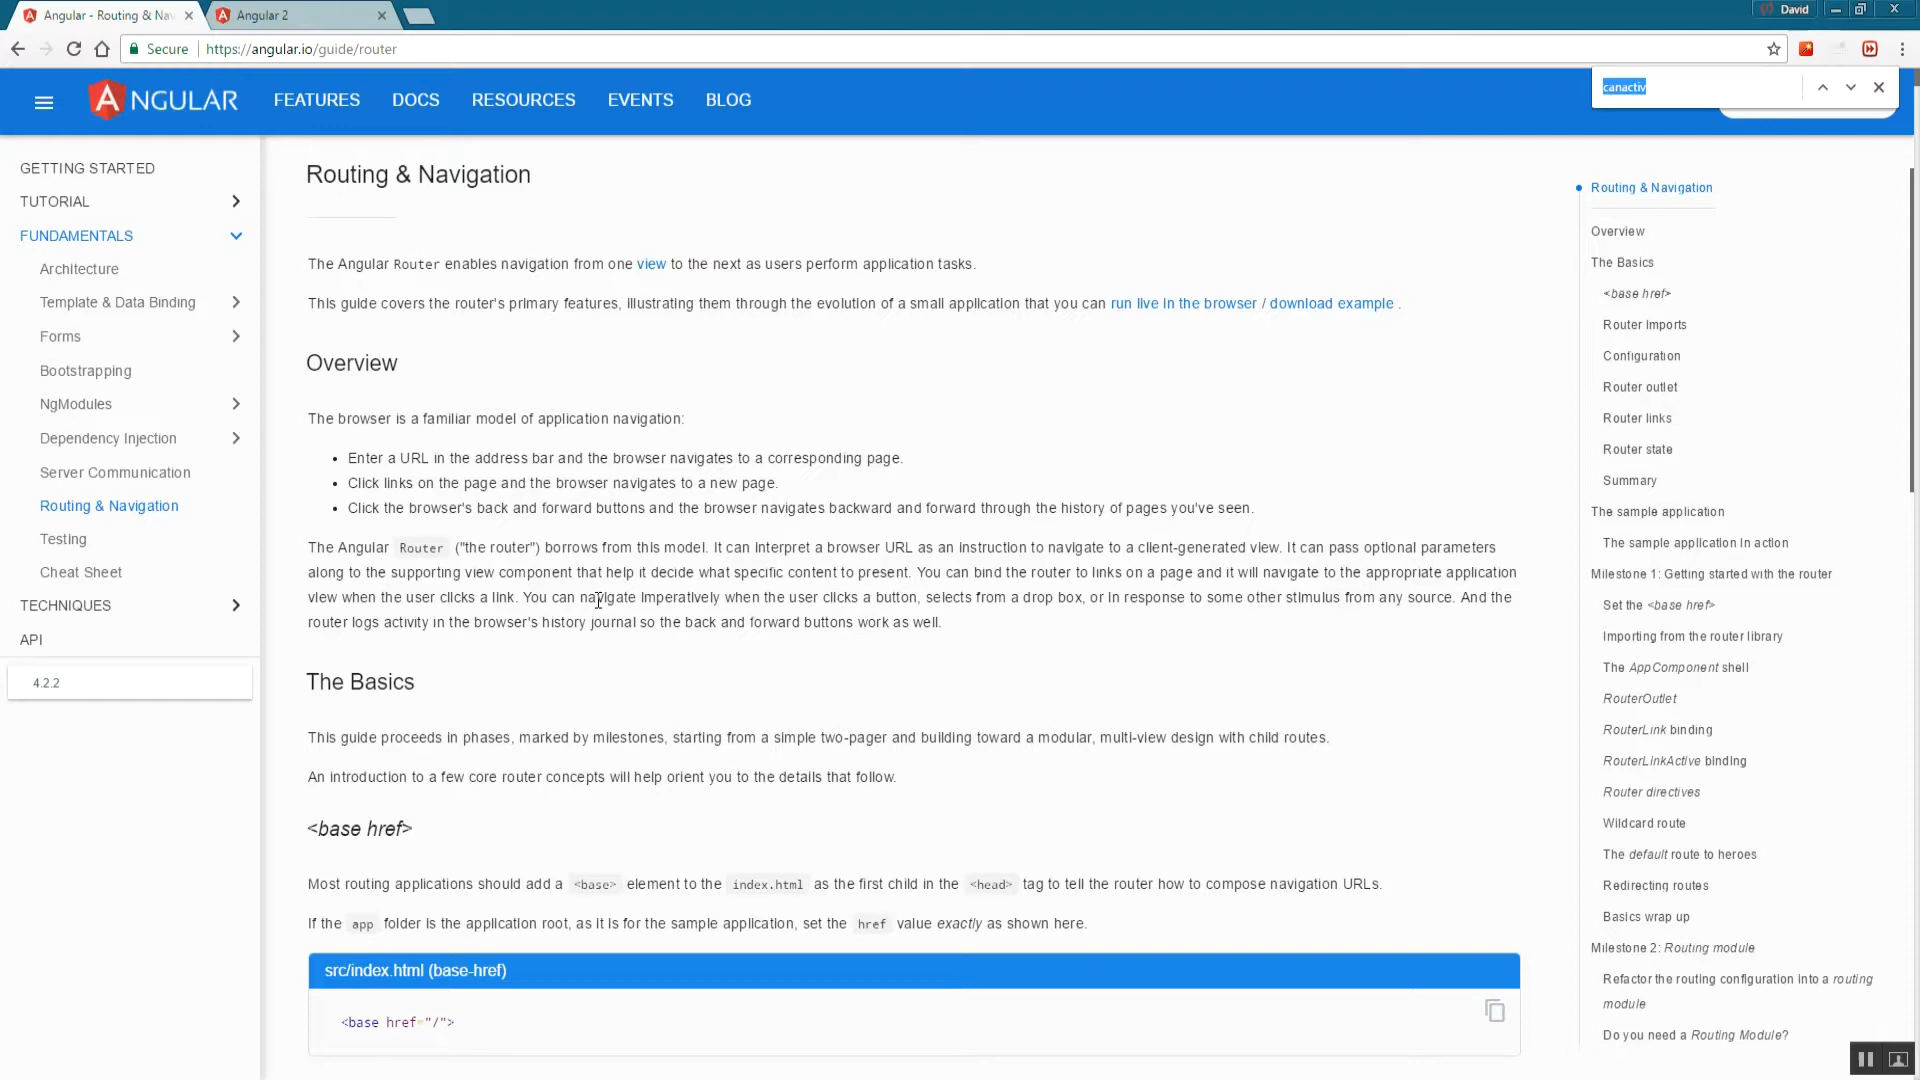 Angular - Routing & Na
Angular 2
David
Secure
https://angular.io/guide/router
canactiv
ANGULAR
FEATURES
DOCS
RESOURCES
EVENTS
BLOG
GETTING STARTED
TUTORIAL
FUNDAMENTALS
Architecture
Template & Data Binding
Forms
Bootstrapping
NgModules
Dependency Injection
Server Communication
Routing & Navigation
Testing
Cheat Sheet
TECHNIQUES
API
4.2.2
Routing & Navigation
The Angular Router enables navigation from one view to the next as users perform application tasks.
This guide covers the router's primary features, illustrating them through the evolution of a small application that you can run live in the browser / download example .
Overview
The browser is a familiar model of application navigation:
• Enter a URL in the address bar and the browser navigates to a corresponding page.
• Click links on the page and the browser navigates to a new page.
• Click the browser's back and forward buttons and the browser navigates backward and forward through the history of pages you've seen.
The Angular Router ("the router") borrows from this model. It can interpret a browser URL as an instruction to navigate to a client-generated view. It can pass optional parameters
along to the supporting view component that help it decide what specific content to present. You can bind the router to links on a page and it will navigate to the appropriate application
view when the user clicks a link. You can navigate imperatively when the user clicks a button, selects from a drop box, or in response to some other stimulus from any source. And the
router logs activity in the browser's history journal so the back and forward buttons work as well.
The Basics
This guide proceeds in phases, marked by milestones, starting from a simple two-pager and building toward a modular, multi-view design with child routes.
An introduction to a few core router concepts will help orient you to the details that follow.
<base href>
Most routing applications should add a <base> element to the index.html as the first child in the <head> tag to tell the router how to compose navigation URLs.
If the app folder is the application root, as it is for the sample application, set the href value exactly as shown here.
src/index.html (base-href)
<base href="/">
Routing & Navigation
Overview
The Basics
<base href>
Router imports
Configuration
Router outlet
Router links
Router state
Summary
The sample application
The sample application in action
Milestone 1: Getting started with the router
Set the <base href>
Importing from the router library
The AppComponent shell
RouterOutlet
RouterLink binding
RouterLinkActive binding
Router directives
Wildcard route
The default route to heroes
Redirecting routes
Basics wrap up
Milestone 2: Routing module
Refactor the routing configuration into a routing
module
Do you need a Routing Module?